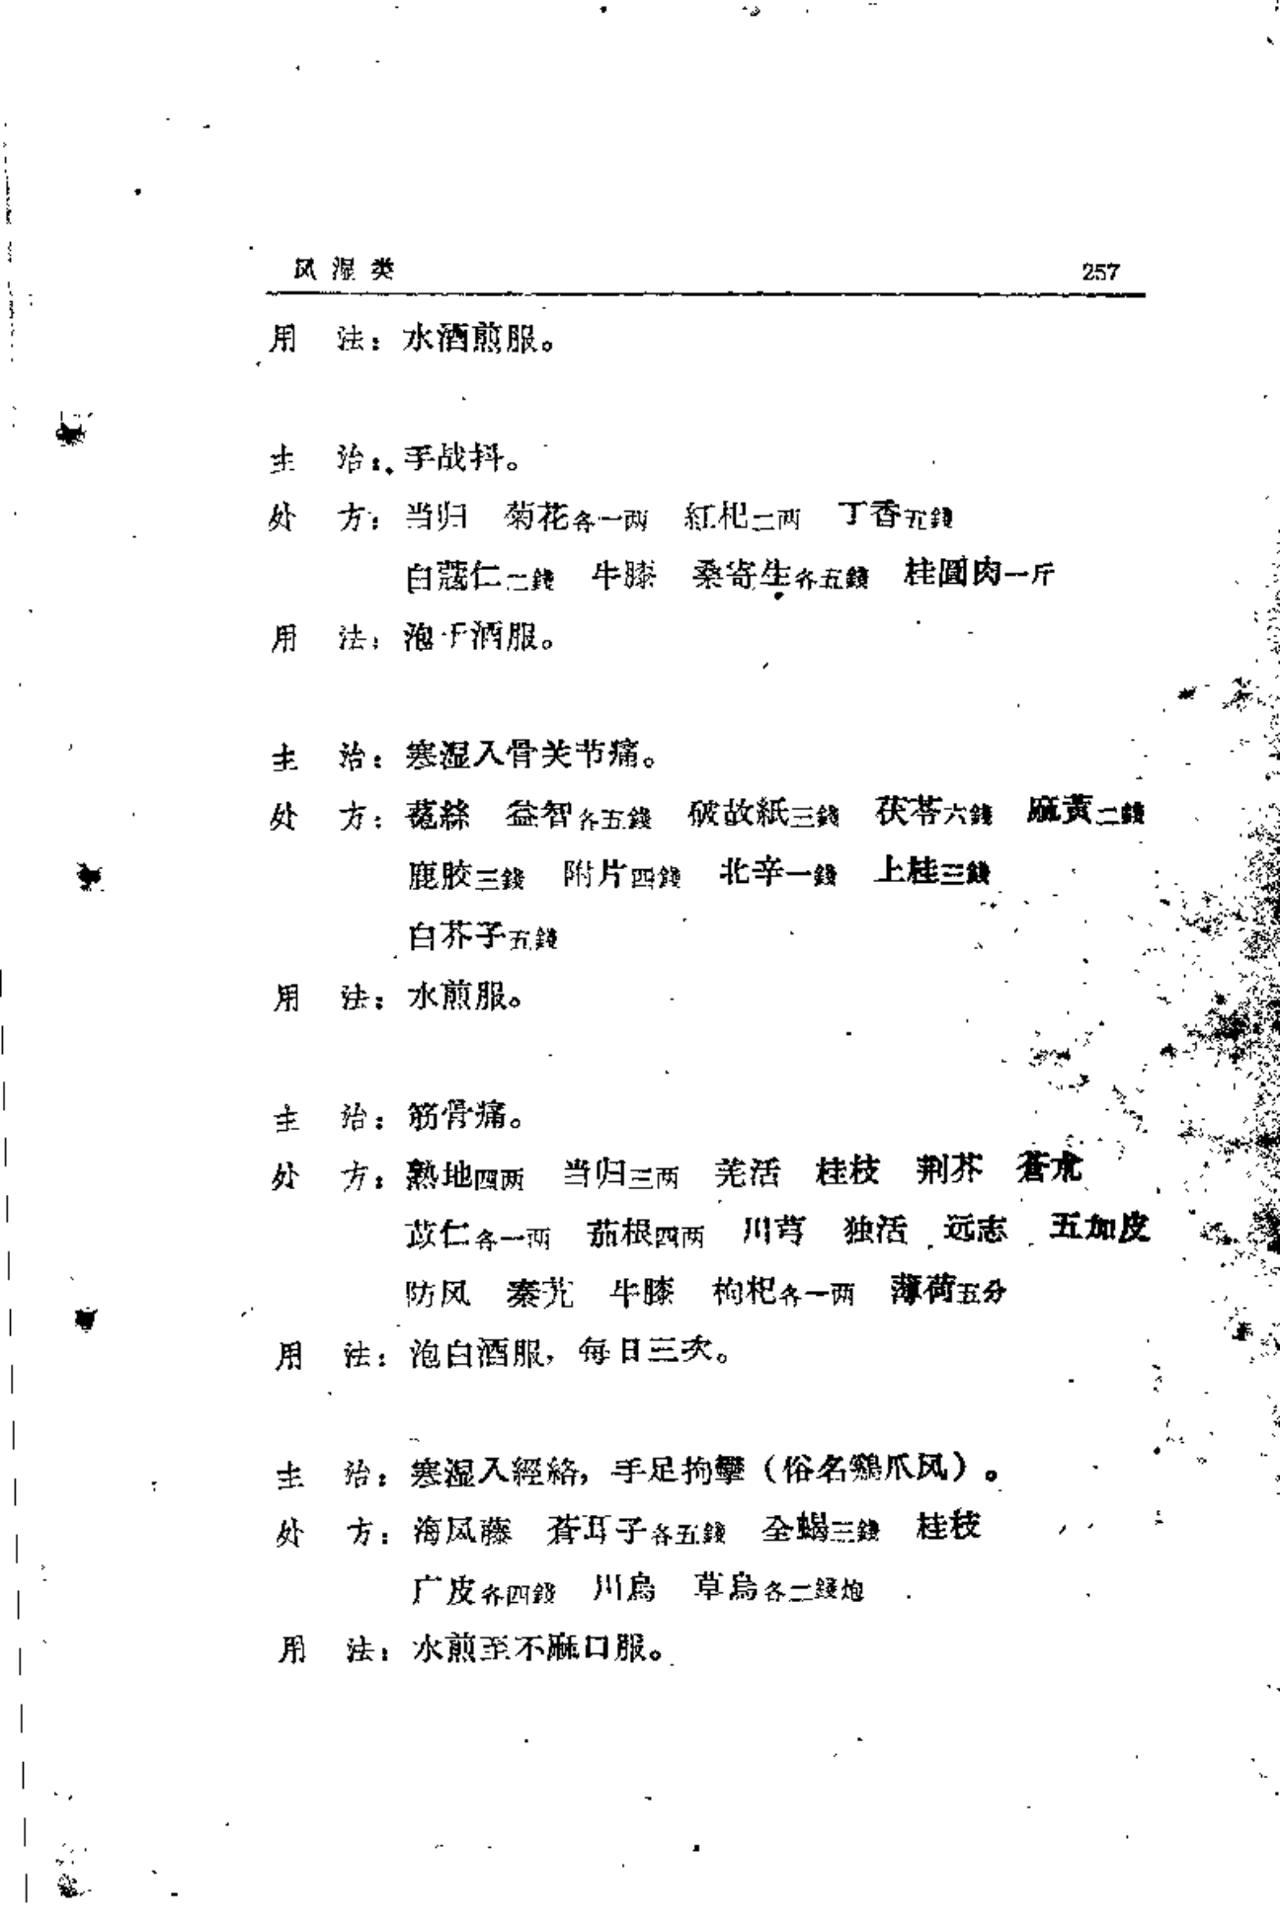 风湿类 257
用 法：水酒煎服。
主 治：手战抖。
处 方：当归 菊花各一两 紅杞二两 丁香五錢
白蔻仁二錢 牛膝 桑寄生各五錢 桂圓肉一斤
用 法：泡干酒服。
主 治：寒湿入骨关节痛。
处 方：菟絲 益智各五錢 破故紙三錢 茯苓六錢 麻黃二錢
鹿胶三錢 附片四錢 北辛一錢 上桂三錢
白芥子五錢
用 法：水煎服。
主 治：筋骨痛。
处 方：熟地四两 当归三两 羌活 桂枝 荆芥 蒼朮
苡仁各一两 茄根四两 川芎 独活 远志 五加皮
防风 秦艽 牛膝 枸杞各一两 薄荷五分
用 法：泡白酒服，每日三次。
主 治：寒湿入經絡，手足拘攣（俗名鷄爪风）。
处 方：海风藤 蒼耳子各五錢 全蝎三錢 桂枝
广皮各四錢 川烏 草烏各二錢炮
用 法：水煎至不麻口服。